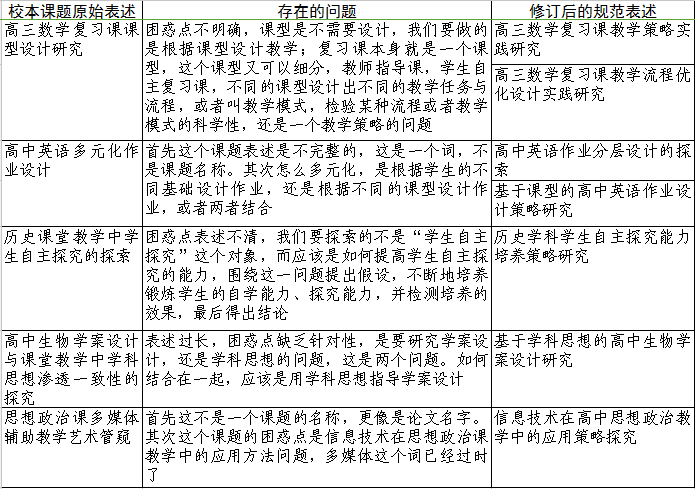 校本课题原始表述
存在的问题
修订后的规范表述
高三数学复习课课
型设计研究
困惑点不明确，课型是不需要设计，我们要做的
是根据课型设计教学；复习课本身就是一个课
型，这个课型又可以细分，教师指导课，学生自
主复习课，不同的课型设计出不同的教学任务与
流程，或者叫教学模式，检验某种流程或者教学
模式的科学性，还是一个教学策略的问题
高三数学复习课教学策略实
践研究
高三数学复习课教学流程优
化设计实践研究
高中英语多元化作
业设计
首先这个课题表述是不完整的，这是一个词，不
是课题名称。其次怎么多元化，是根据学生的不
同基础设计作业，还是根据不同的课型设计作
业，或者两者结合
高中英语作业分层设计的探
索
基于课型的高中英语作业设
计策略研究
历史课堂教学中学
生自主探究的探索
困惑点表述不清，我们要探索的不是“学生自主
探究”这个对象，而应该是如何提高学生自主探
究的能力，围绕这一问题提出假设，不断地培养
锻炼学生的自学能力、探究能力，并检测培养的
效果，最后得出结论
历史学科学生自主探究能力
培养策略研究
高中生物学案设计
与课堂教学中学科
思想渗透一致性的
探究
表述过长，困惑点缺乏针对性，是要研究学案设
计，还是学科思想的问题，这是两个问题。如何
结合在一起，应该是用学科思想指导学案设计
基于学科思想的高中生物学
案设计研究
思想政治课多媒体
辅助教学艺术管窥
首先这不是一个课题的名称，更像是论文名字。
其次这个课题的困惑点是信息技术在思想政治课
教学中的应用方法问题，多媒体这个词已经过时
了
信息技术在高中思想政治教
学中的应用策略探究